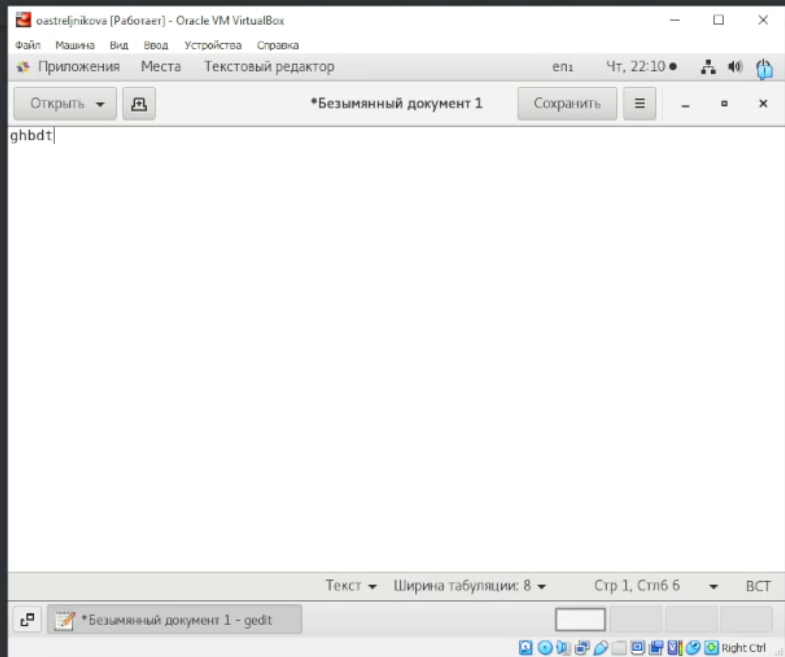 oastreljnikova [Работает] - Oracle VM VirtualBox
Файл Машина Вид Ввод Устройства Справка
Приложения Места Текстовый редактор en₁ Чт, 22:10
Открыть *Безымянный документ 1 Сохранить
ghbdt
Текст Ширина табуляции: 8 Стр 1, Стлб 6 ВСТ
*Безымянный документ 1 - gedit
Right Ctrl